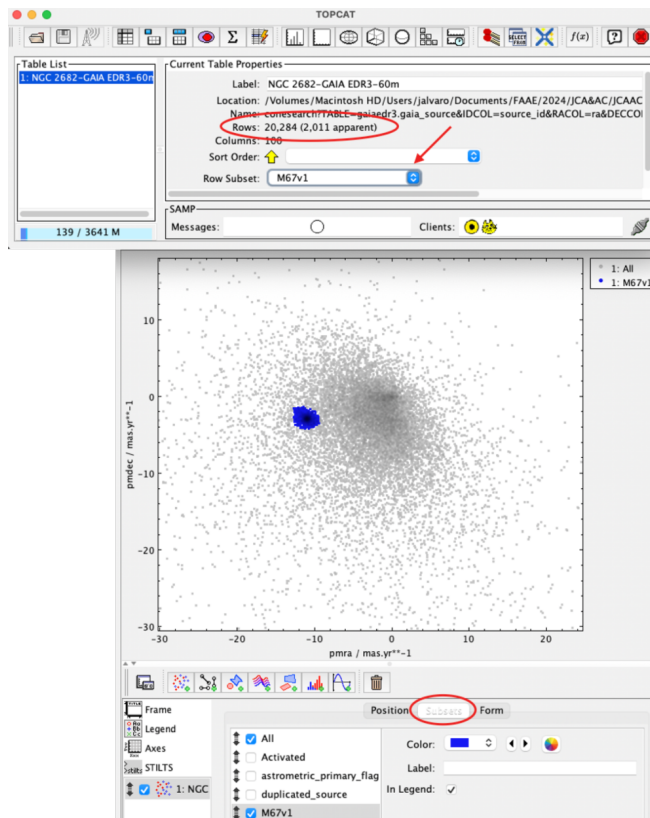 TOPCAT
Σ f(x) ?
Table List
1: NGC 2682-GAIA EDR3-60m
139 / 3641 M
Current Table Properties
Label: NGC 2682-GAIA EDR3-60m
Location: /Volumes/Macintosh HD/Users/jalvaro/Documents/FAAE/2024/JCA&AC/JCAAC
Name: conesearch?TABLE=gaiaedr3.gaia_source&IDCOL=source_id&RACOL=ra&DECCO
Rows: 20,284 (2,011 apparent)
Columns: 100
Sort Order:
Row Subset: M67v1
SAMP
Messages: Clients:
1: All
1: M67v1
10
0
-10
-20
-30
pmdec / mas.yr**-1
-30 -20 -10 0 10 20
pmra / mas.yr**-1
Frame
Legend
Axes
STILTS
1: NGC
Position Subsets Form
All
Activated
astrometric_primary_flag
duplicated_source
M67v1
Color:
Label:
In Legend: